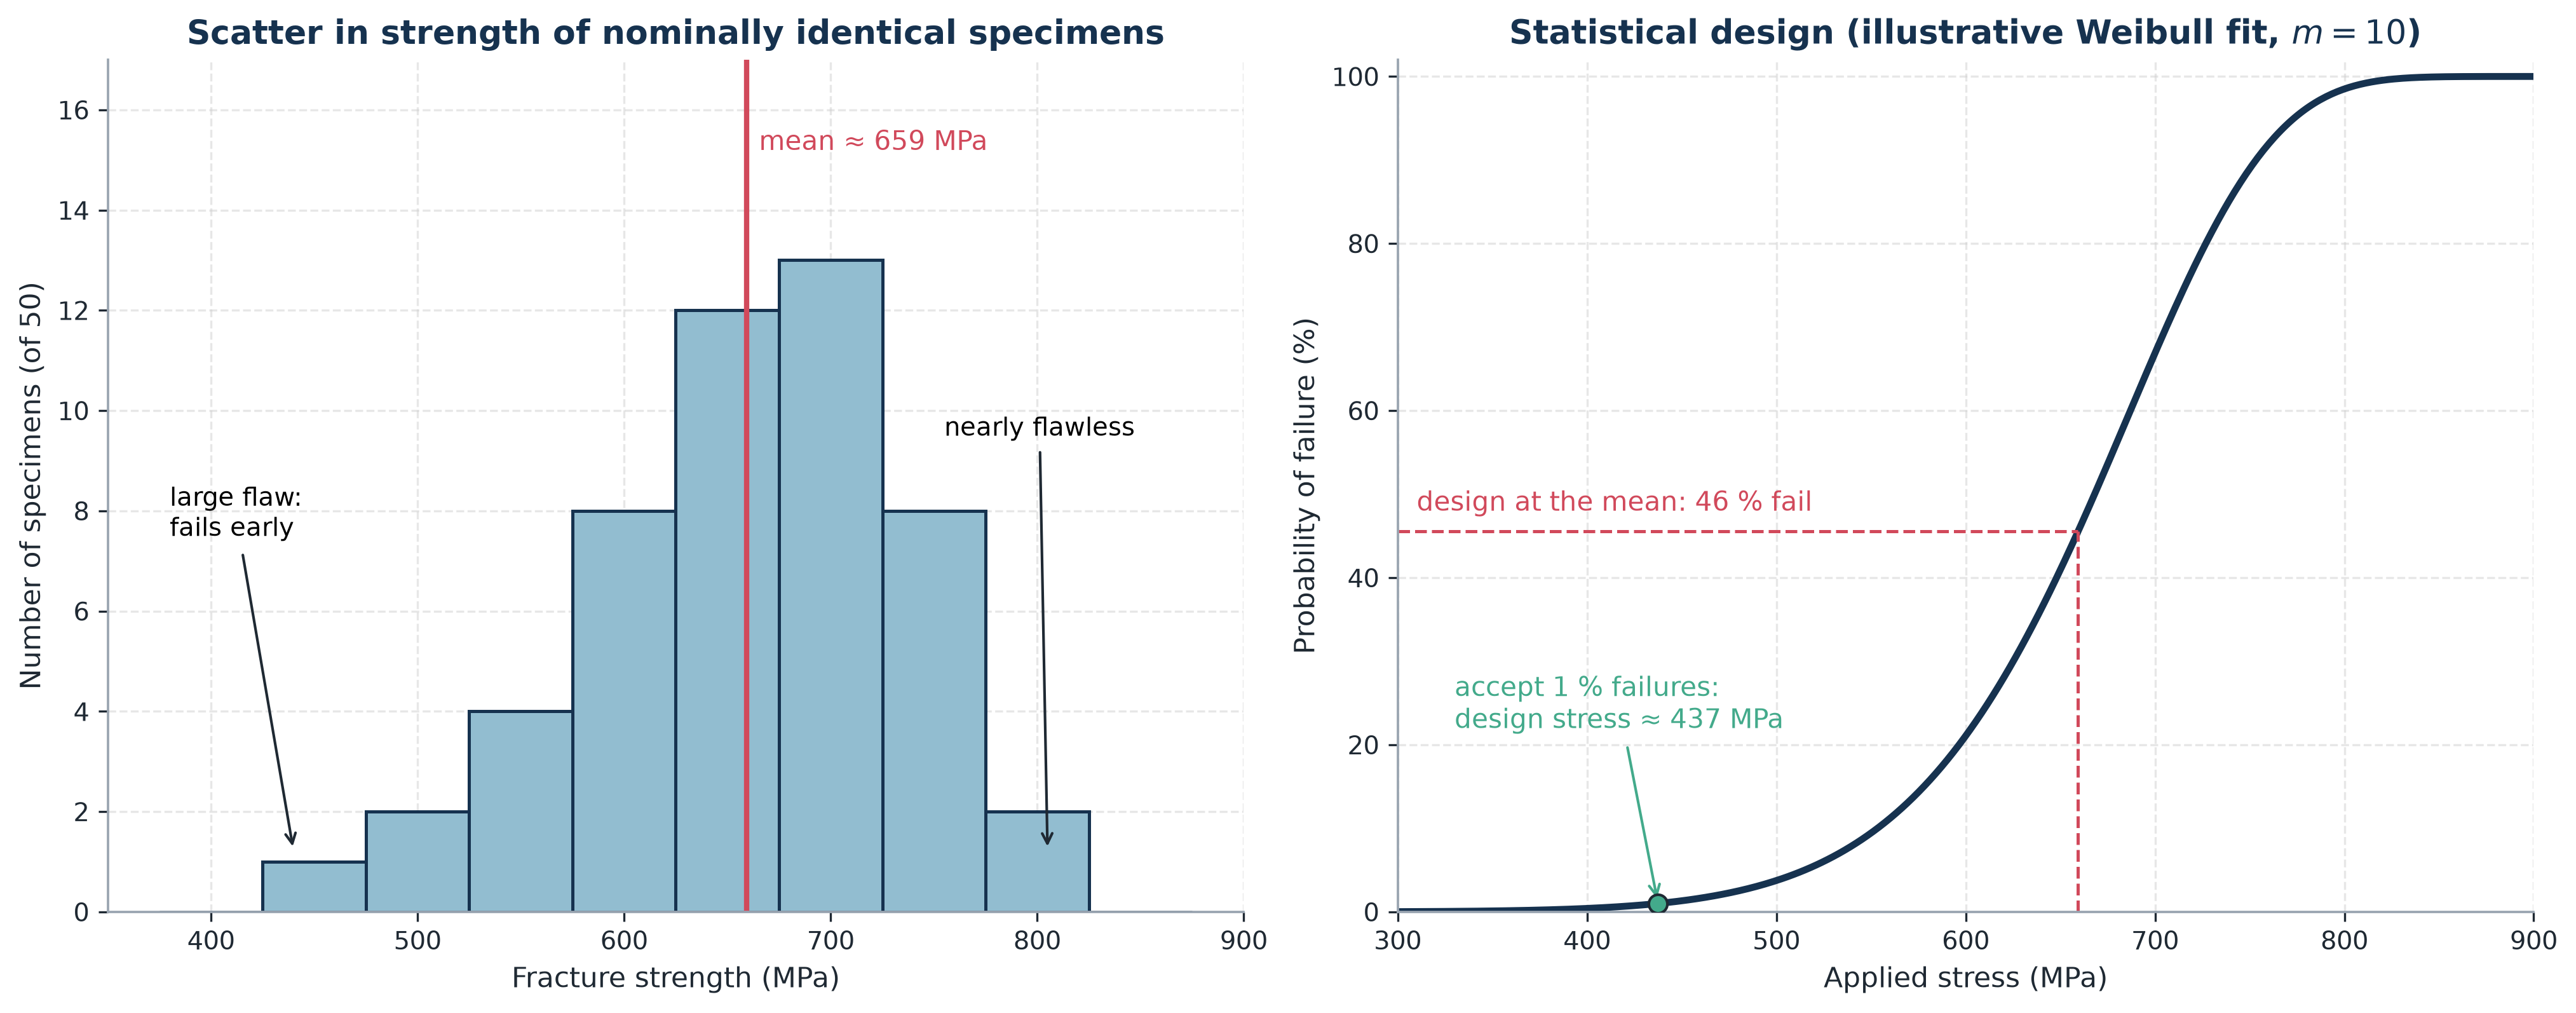 Scatter in strength of nominally identical specimens
mean ≈ 659 MPa
nearly flawless
large flaw:
fails early
Number of specimens (of 50)
16
14
12
10
8
6
4
2
0
400 500 600 700 800 900
Fracture strength (MPa)
Statistical design (illustrative Weibull fit, m = 10)
design at the mean: 46 % fail
accept 1 % failures:
design stress ≈ 437 MPa
Probability of failure (%)
100
80
60
40
20
0
300 400 500 600 700 800 900
Applied stress (MPa)